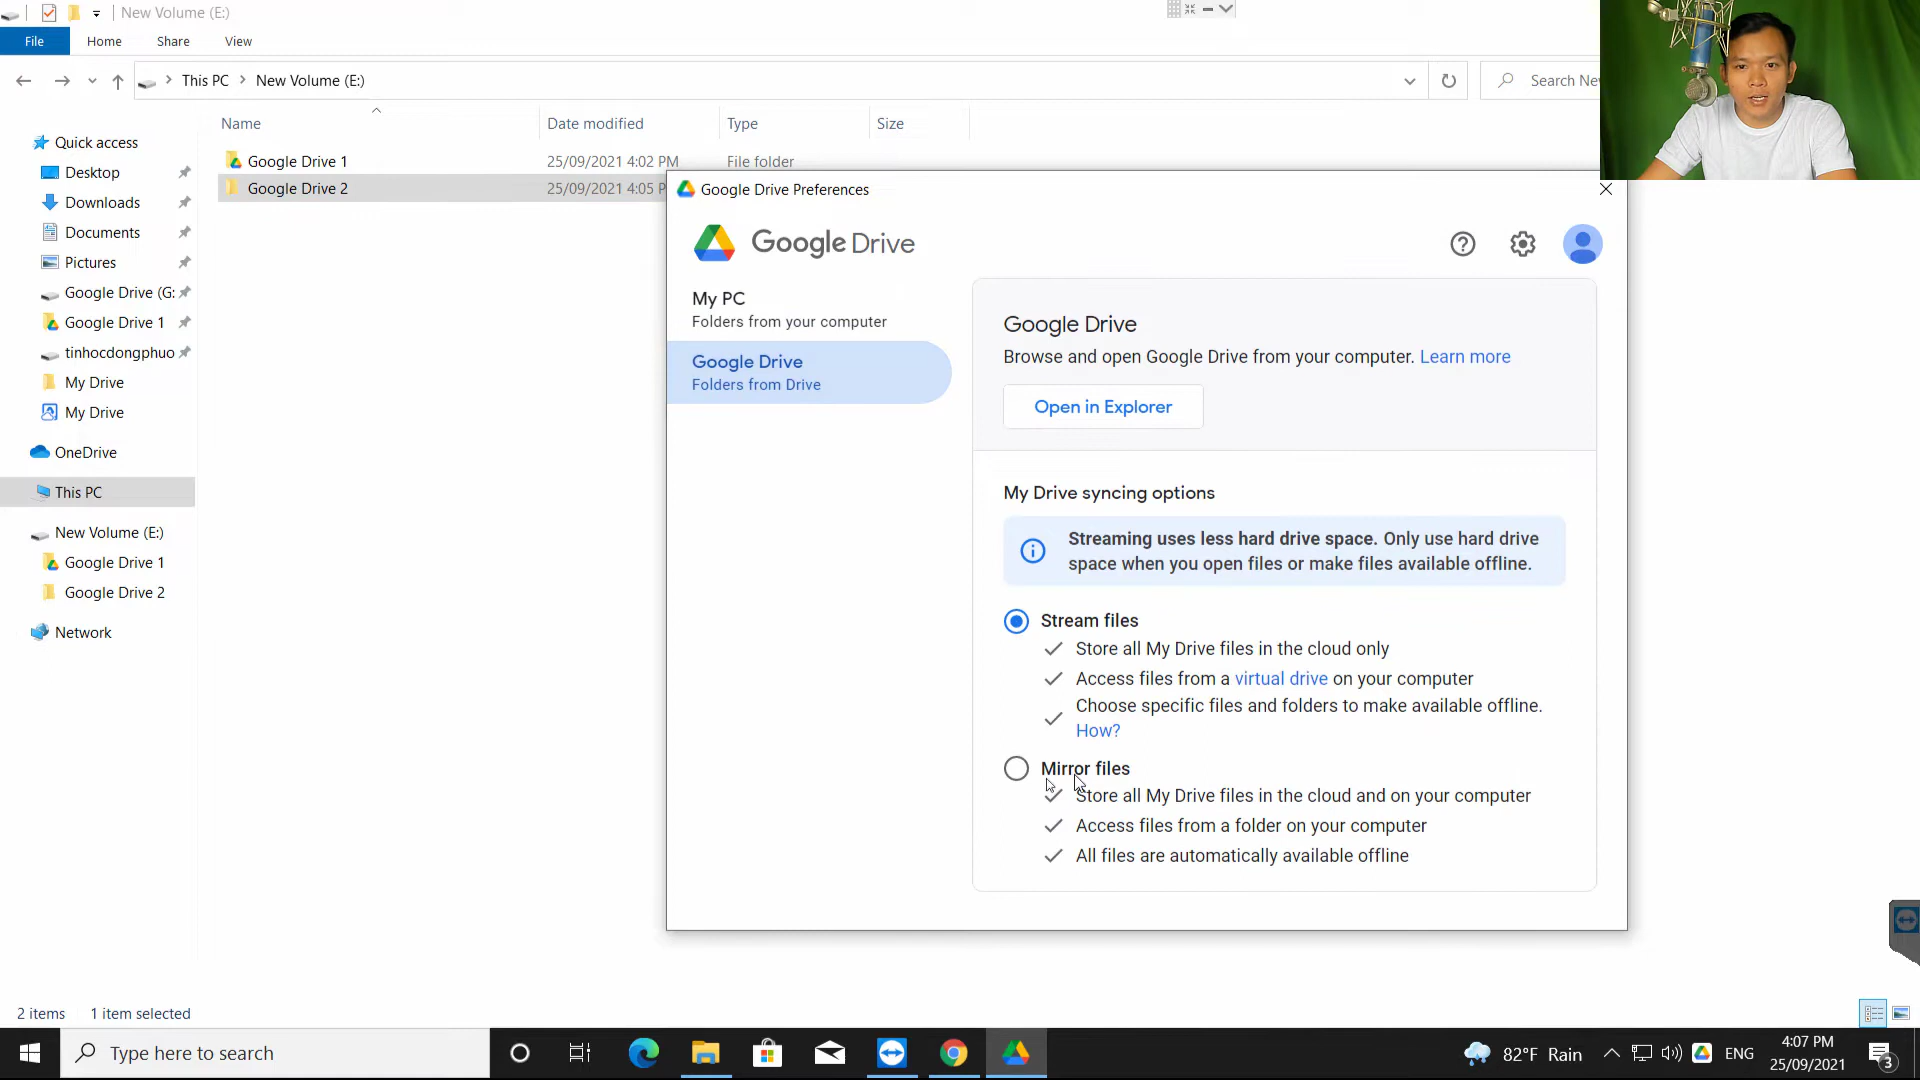 New Volume (E:)
File
Home
Share
View
This PC
New Volume (E:)
Search Ne
Name
Date modified
Type
Size
Google Drive 1
25/09/2021 4:02 PM
File folder
Google Drive 2
25/09/2021 4:05 P
Quick access
Desktop
Downloads
Documents
Pictures
Google Drive (G:
Google Drive 1
tinhocdongphuo
My Drive
My Drive
OneDrive
This PC
New Volume (E:)
Google Drive 1
Google Drive 2
Network
Google Drive Preferences
Google Drive
My PC
Folders from your computer
Google Drive
Folders from Drive
Google Drive
Browse and open Google Drive from your computer. Learn more
Open in Explorer
My Drive syncing options
Streaming uses less hard drive space. Only use hard drive
space when you open files or make files available offline.
Stream files
Store all My Drive files in the cloud only
Access files from a virtual drive on your computer
Choose specific files and folders to make available offline.
How?
Mirror files
Store all My Drive files in the cloud and on your computer
Access files from a folder on your computer
All files are automatically available offline
2 items
1 item selected
Type here to search
82°F Rain
ENG
4:07 PM
25/09/2021
3